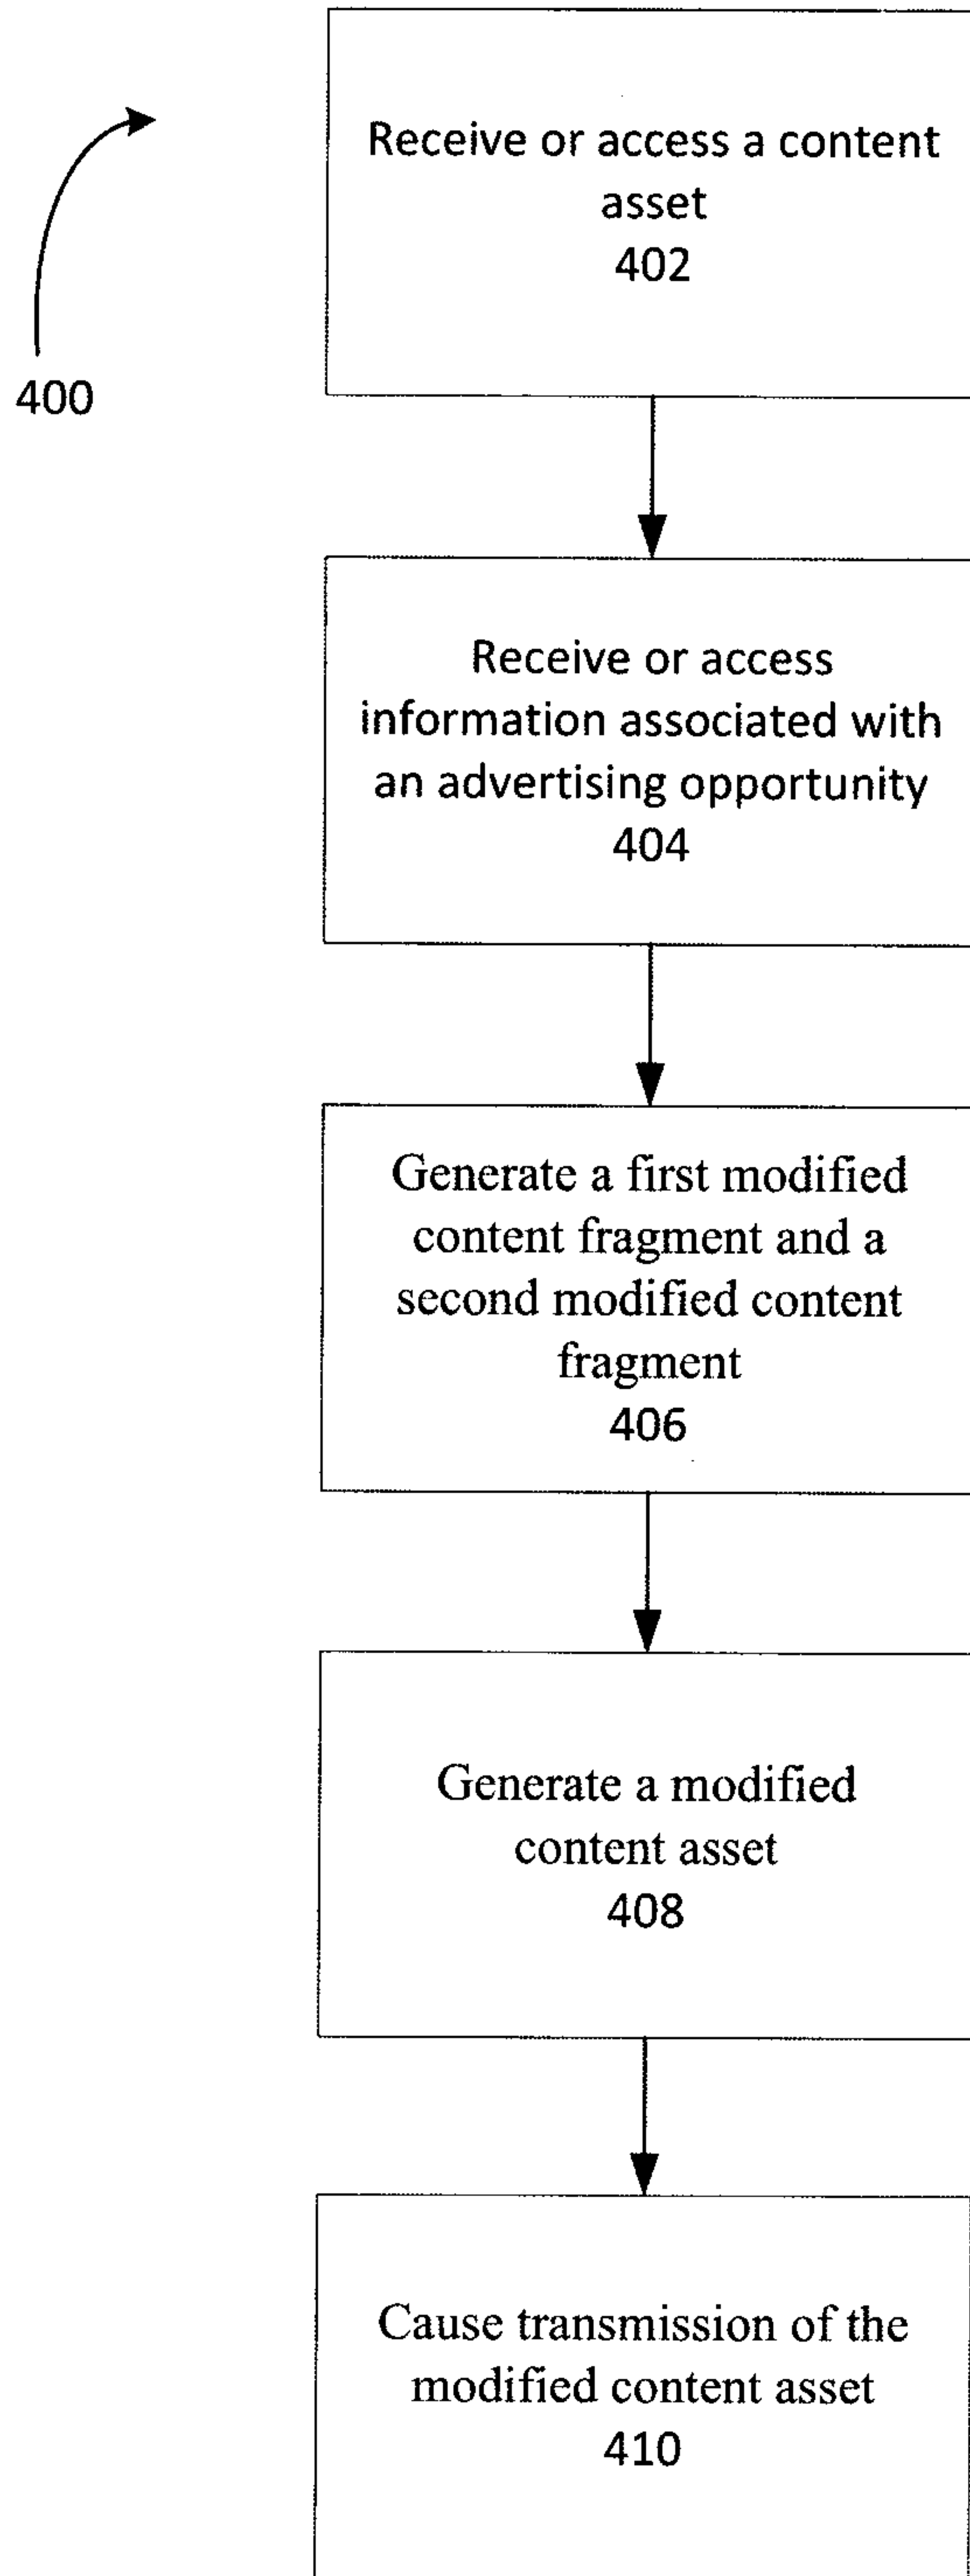 Receive or access a content
asset
402
400
Receive or access
information associated with
an advertising opportunity
404
Generate a first modified
content fragment and a
second modified content
fragment
406
Generate a modified
content asset
408
Cause transmission of the
modified content asset
410